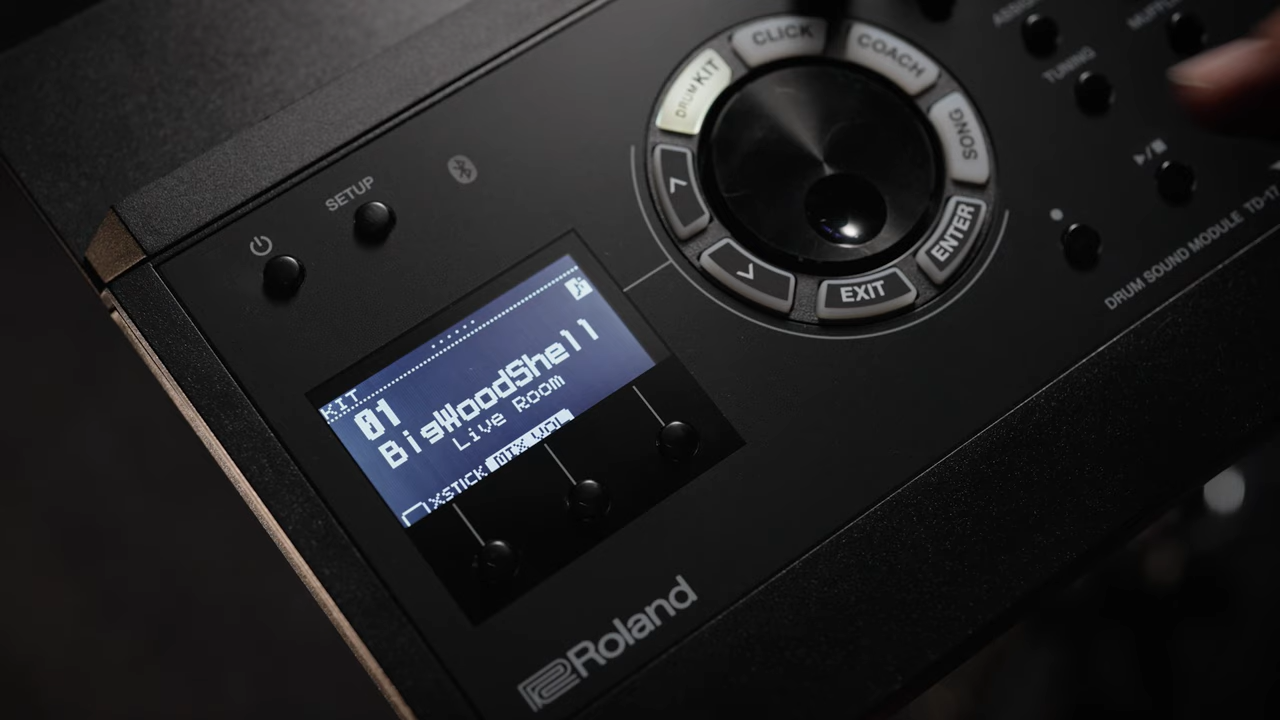 CLICK
COACH
DRUM KIT
SONG
ENTER
EXIT
SETUP
TUNING
KIT
01
BigWoodShell
Live Room
XSTICK MIX VOL
DRUM SOUND MODULE TD-17
Roland